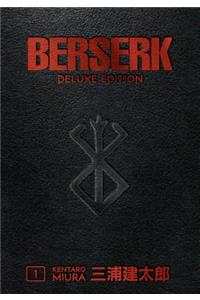 BERSERK
DELUXE EDITION
1
KENTARO
MIURA
三浦建太郎